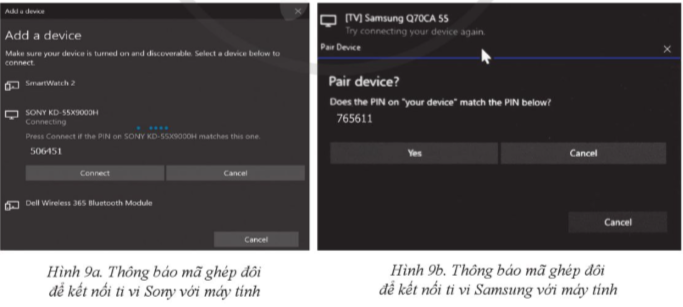 Add a device
Add a device
Make sure your device is turned on and discoverable. Select a device below to
connect.
SmartWatch 2
SONY KD-55X9000H
Connecting
Press Connect if the PIN on SONY KD-55X9000H matches this one.
506451
Connect
Cancel
Dell Wireless 365 Bluetooth Module
Cancel
Hình 9a. Thông báo mã ghép đôi
để kết nối ti vi Sony với máy tính
[TV] Samsung Q70CA 55
Try connecting your device again.
Pair Device
Pair device?
Does the PIN on "your device" match the PIN below?
765611
Yes
Cancel
Cancel
Hình 9b. Thông báo mã ghép đôi
để kết nối ti vi Samsung với máy tính